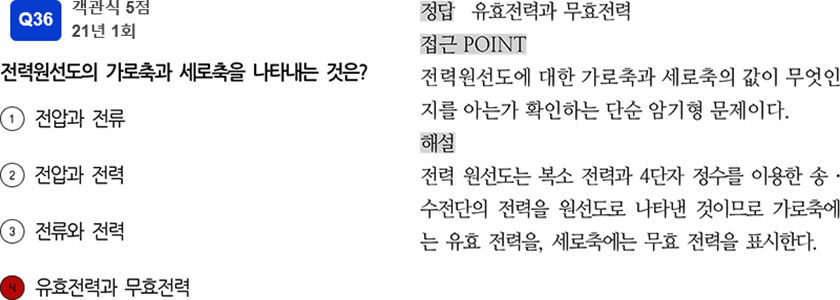 Q36
객관식 5점
21년 1회
전력원선도의 가로축과 세로축을 나타내는 것은?
1 전압과 전류
2 전압과 전력
3 전류와 전력
4 유효전력과 무효전력
정답 유효전력과 무효전력
접근 POINT
전력원선도에 대한 가로축과 세로축의 값이 무엇인
지를 아는가 확인하는 단순 암기형 문제이다.
해설
전력 원선도는 복소 전력과 4단자 정수를 이용한 송·
수전단의 전력을 원선도로 나타낸 것이므로 가로축에
는 유효 전력을, 세로축에는 무효 전력을 표시한다.